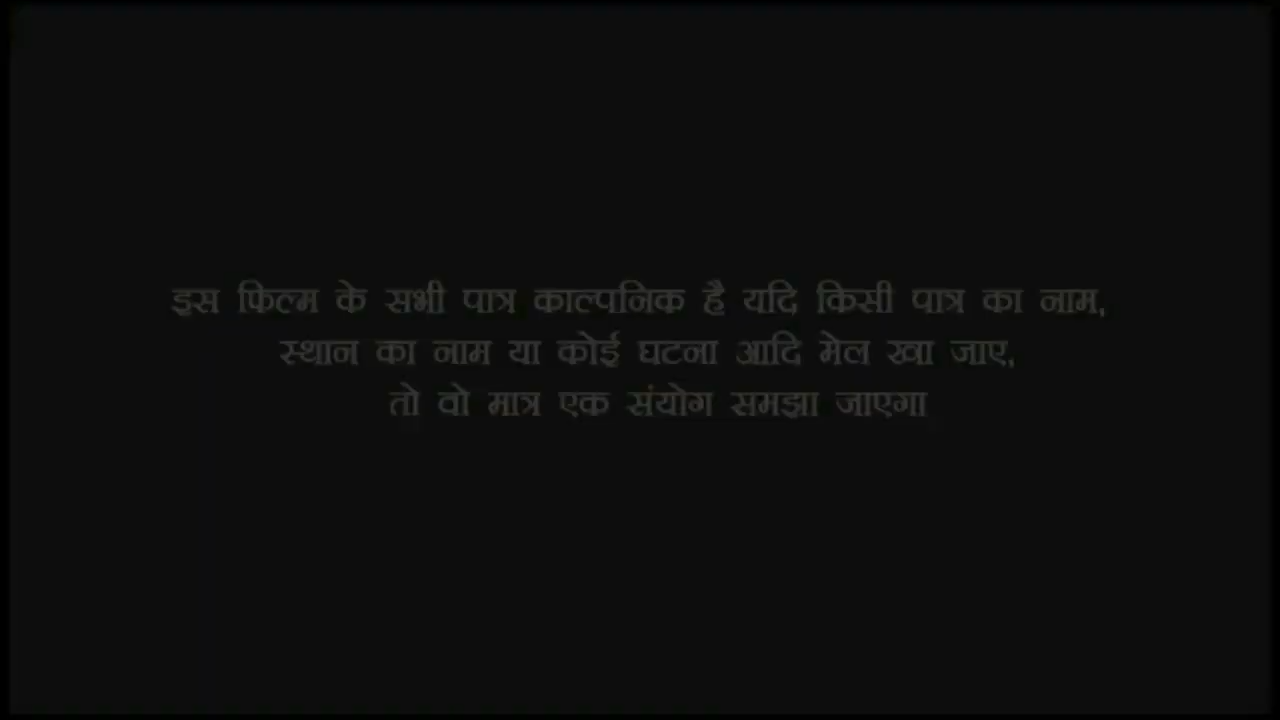 इस फिल्म के सभी पात्र काल्पनिक है यदि किसी पात्र का नाम,
स्थान का नाम या कोई घटना आदि मेल खा जाए,
तो वो मात्र एक संयोग समझा जाएगा